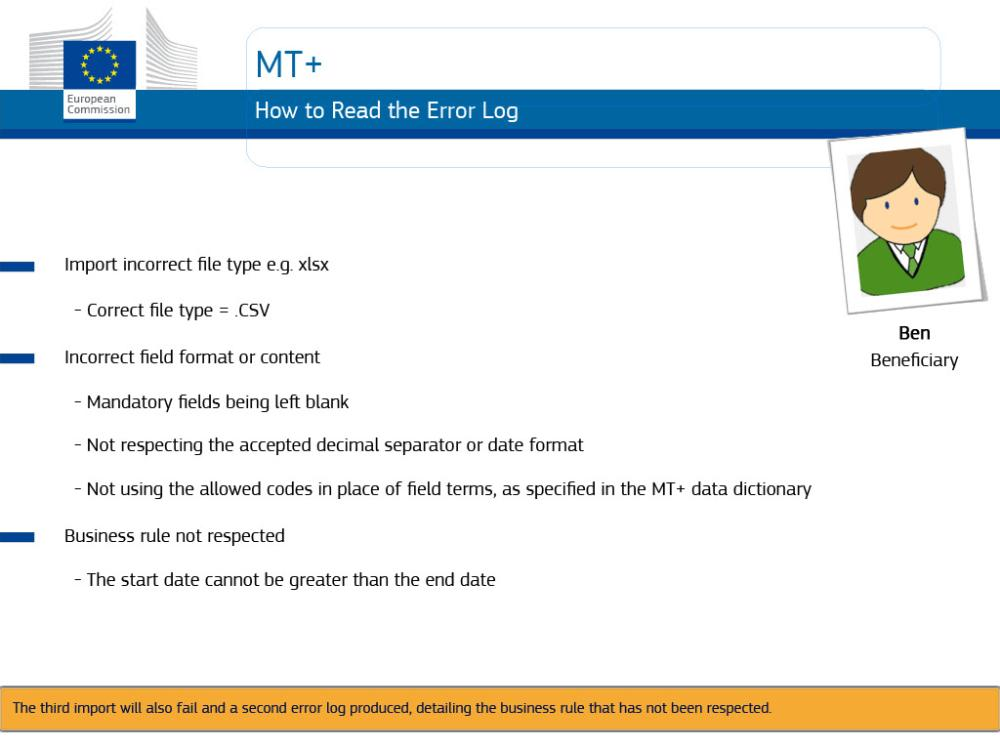 European
Commission
MT+
How to Read the Error Log
Import incorrect file type e.g. xlsx
- Correct file type = .CSV
Incorrect field format or content
- Mandatory fields being left blank
- Not respecting the accepted decimal separator or date format
- Not using the allowed codes in place of field terms, as specified in the MT+ data dictionary
Business rule not respected
- The start date cannot be greater than the end date
Ben
Beneficiary
The third import will also fail and a second error log produced, detailing the business rule that has not been respected.